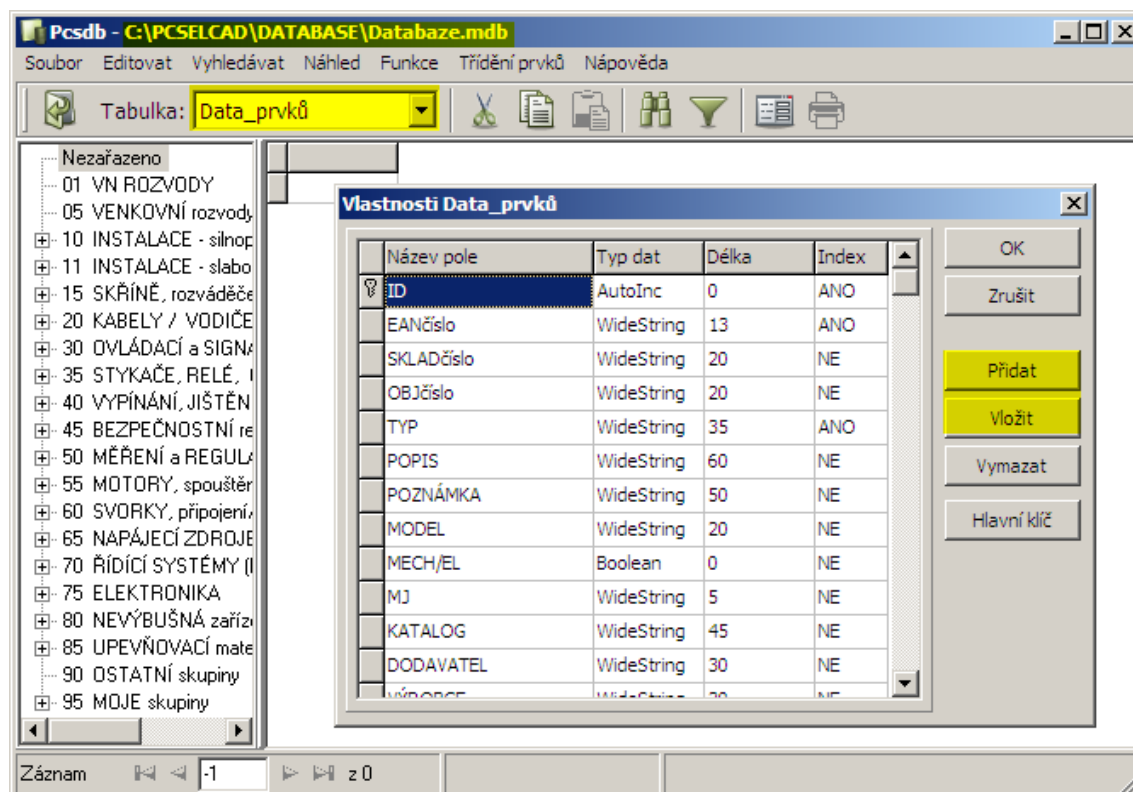 Pcsdb - C:\PCSELCAD\DATABASE\Databaze.mdb
Soubor Editovat Vyhledávat Náhled Funkce Třídění prvků Nápověda
Tabulka: Data_prvků
Nezařazeno
01 VN ROZVODY
05 VENKOVNÍ rozvody
10 INSTALACE - silnop
11 INSTALACE - slabo
15 SKŘÍNĚ, rozváděče
20 KABELY / VODIČE
30 OVLÁDACÍ a SIGNA
35 STYKAČE, RELÉ,
40 VYPÍNÁNÍ, JIŠTĚN
45 BEZPEČNOSTNÍ re
50 MĚŘENÍ a REGULA
55 MOTORY, spouštěr
60 SVORKY, připojení
65 NAPÁJECÍ ZDROJE
70 ŘÍDÍCÍ SYSTÉMY (
75 ELEKTRONIKA
80 NEVÝBUŠNÁ zaříz
85 UPEVŇOVACÍ mate
90 OSTATNÍ skupiny
95 MOJE skupiny
Vlastnosti Data_prvků
Název pole Typ dat Délka Index
ID AutoInc 0 ANO
EANčíslo WideString 13 ANO
SKLADčíslo WideString 20 NE
OBJčíslo WideString 20 NE
TYP WideString 35 ANO
POPIS WideString 60 NE
POZNÁMKA WideString 50 NE
MODEL WideString 20 NE
MECH/EL Boolean 0 NE
MJ WideString 5 NE
KATALOG WideString 45 NE
DODAVATEL WideString 30 NE
OK
Zrušit
Přidat
Vložit
Vymazat
Hlavní klíč
Záznam -1 z 0